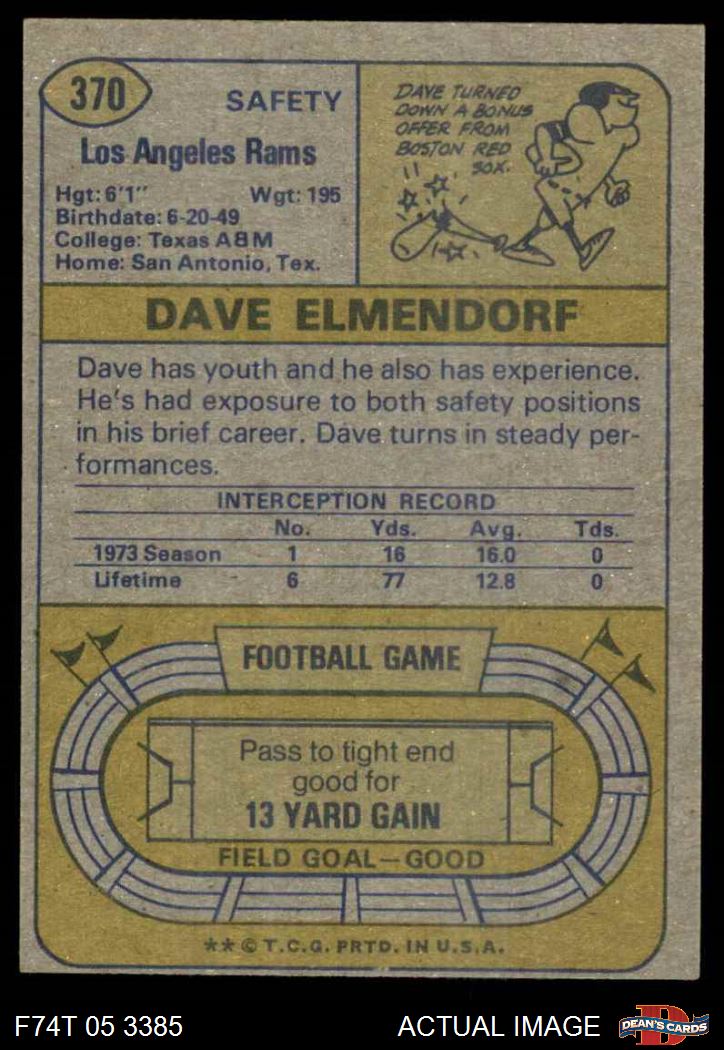 370
SAFETY
Los Angeles Rams
Hgt: 6'1" Wgt: 195
Birthdate: 6-20-49
College: Texas A&M
Home: San Antonio, Tex.
DAVE TURNED
DOWN A BONUS
OFFER FROM
BOSTON RED
SOX.
DAVE ELMENDORF
Dave has youth and he also has experience.
He's had exposure to both safety positions
in his brief career. Dave turns in steady per-
formances.
INTERCEPTION RECORD
No. Yds. Avg. Tds.
1973 Season 1 16 16.0 0
Lifetime 6 77 12.8 0
FOOTBALL GAME
Pass to tight end
good for
13 YARD GAIN
FIELD GOAL—GOOD
** © T.C.G. PRTD. IN U.S.A.
F74T 05 3385 ACTUAL IMAGE
D
DEAN'S CARDS